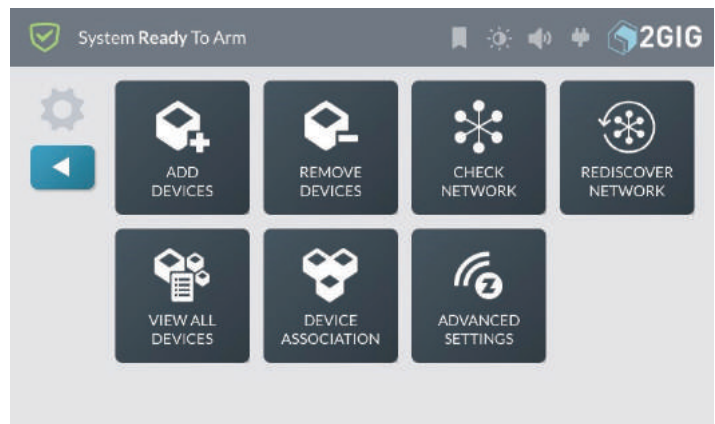 System Ready To Arm
2GIG
ADD
DEVICES
REMOVE
DEVICES
CHECK
NETWORK
REDISCOVER
NETWORK
VIEW ALL
DEVICES
DEVICE
ASSOCIATION
Z
ADVANCED
SETTINGS